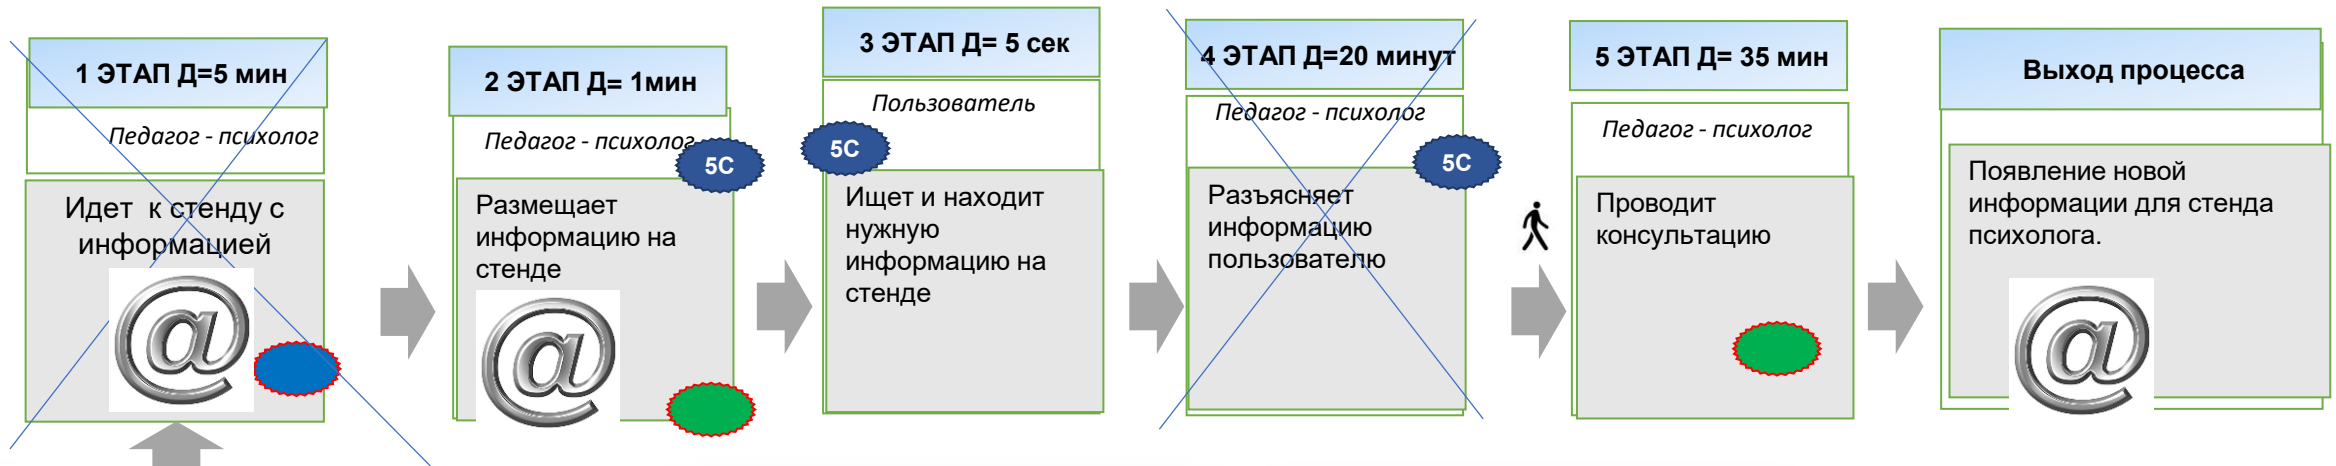 1 ЭТАП Д=5 мин
Педагог - психолог
Идет к стенду с
информацией
2 ЭТАП Д= 1мин
Педагог - психолог
5С
Размещает
информацию на
стенде
3 ЭТАП Д= 5 сек
Пользователь
5С
Ищет и находит
нужную
информацию на
стенде
4 ЭТАП Д=20 минут
Педагог - психолог
5С
Разъясняет
информацию
пользователю
5 ЭТАП Д= 35 мин
Педагог - психолог
Проводит
консультацию
Выход процесса
Появление новой
информации для стенда
психолога.